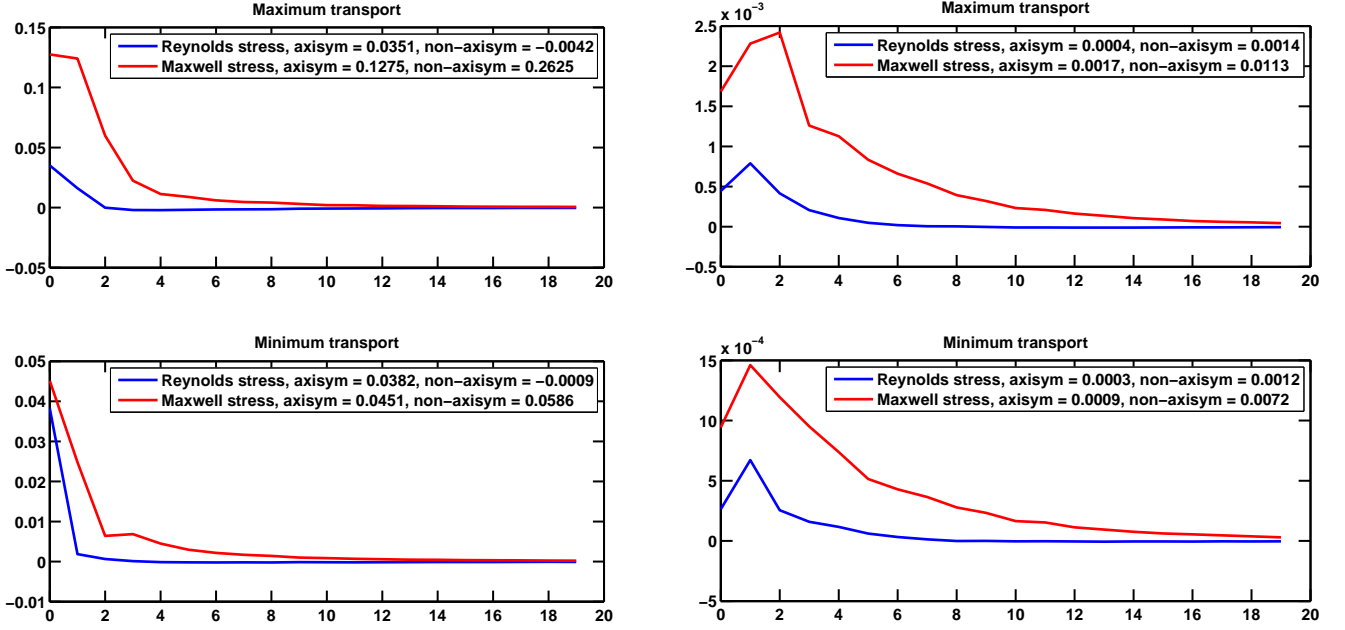 Maximum transport
0.15
0.1
0.05
0
−0.05
Reynolds stress, axisym = 0.0351, non−axisym = −0.0042
Maxwell stress, axisym = 0.1275, non−axisym = 0.2625
0 2 4 6 8 10 12 14 16 18 20
Maximum transport
x 10⁻³
2.5
2
1.5
1
0.5
0
−0.5
Reynolds stress, axisym = 0.0004, non−axisym = 0.0014
Maxwell stress, axisym = 0.0017, non−axisym = 0.0113
0 2 4 6 8 10 12 14 16 18 20
Minimum transport
0.05
0.04
0.03
0.02
0.01
0
−0.01
Reynolds stress, axisym = 0.0382, non−axisym = −0.0009
Maxwell stress, axisym = 0.0451, non−axisym = 0.0586
0 2 4 6 8 10 12 14 16 18 20
Minimum transport
x 10⁻⁴
15
10
5
0
−5
Reynolds stress, axisym = 0.0003, non−axisym = 0.0012
Maxwell stress, axisym = 0.0009, non−axisym = 0.0072
0 2 4 6 8 10 12 14 16 18 20